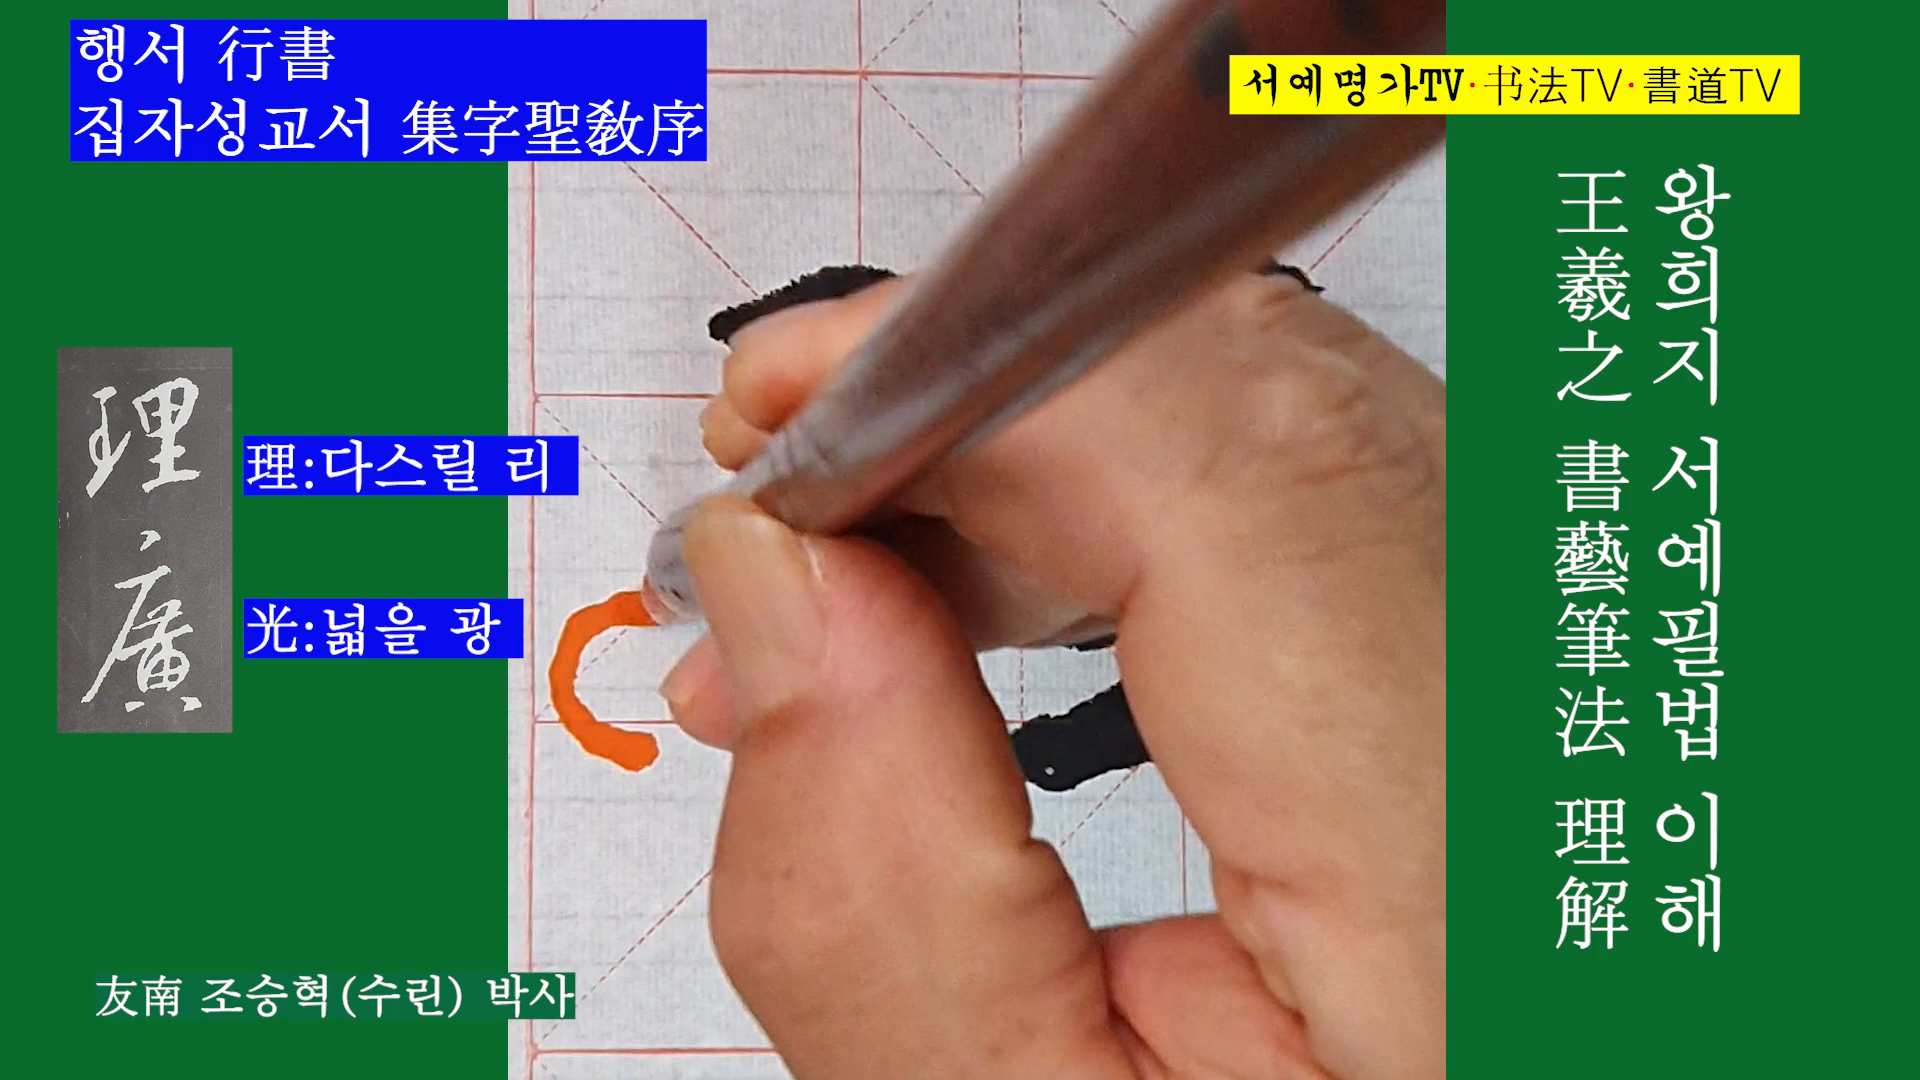 행서 行書
집자성교서 集字聖敎序
서예명가TV·书法TV·書道TV
왕희지 서예필법 이해
王羲之 書藝筆法 理解
理
廣
理:다스릴 리
光:넓을 광
友南 조승혁(수린) 박사